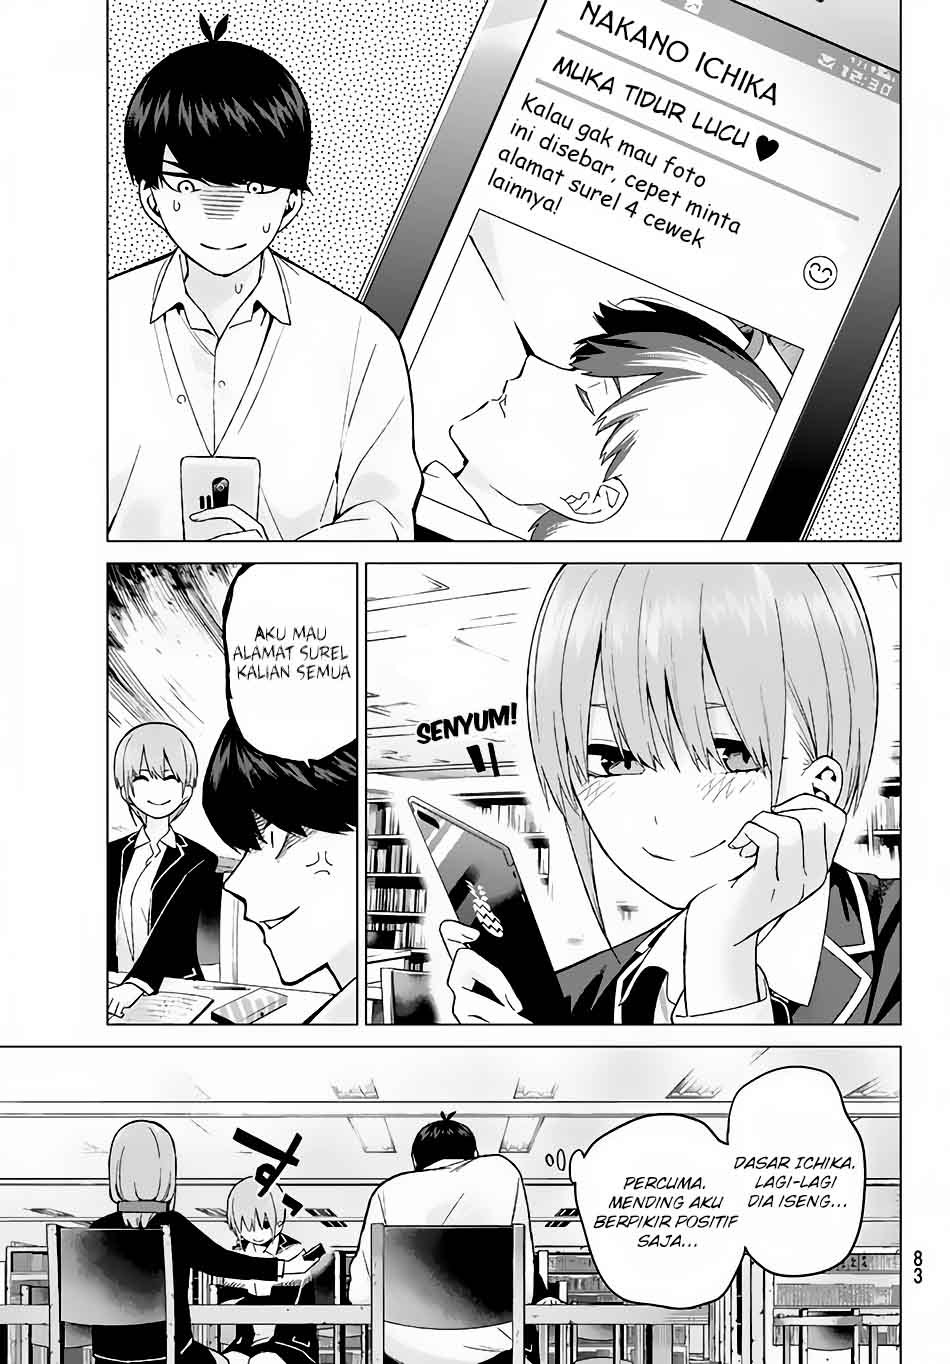 12:30
NAKANO ICHIKA
MUKA TIDUR LUCU ♥
Kalau gak mau foto
ini disebar, cepet minta
alamat surel 4 cewek
lainnya!
SENYUM!
AKU MAU
ALAMAT SUREL
KALIAN SEMUA
DASAR ICHIKA.
LAGI-LAGI
DIA ISENG...
PERCUMA.
MENDING AKU
BERPIKIR POSITIF
SAJA...
83